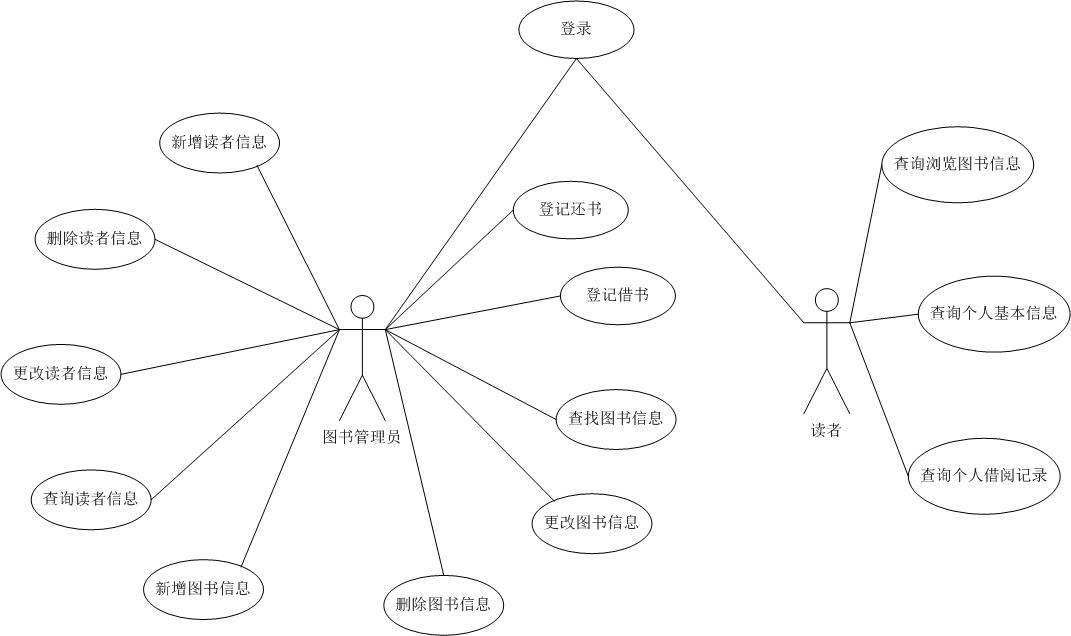 登录
新增读者信息
查询浏览图书信息
登记还书
删除读者信息
登记借书
查询个人基本信息
更改读者信息
查找图书信息
读者
图书管理员
查询个人借阅记录
查询读者信息
更改图书信息
新增图书信息
删除图书信息